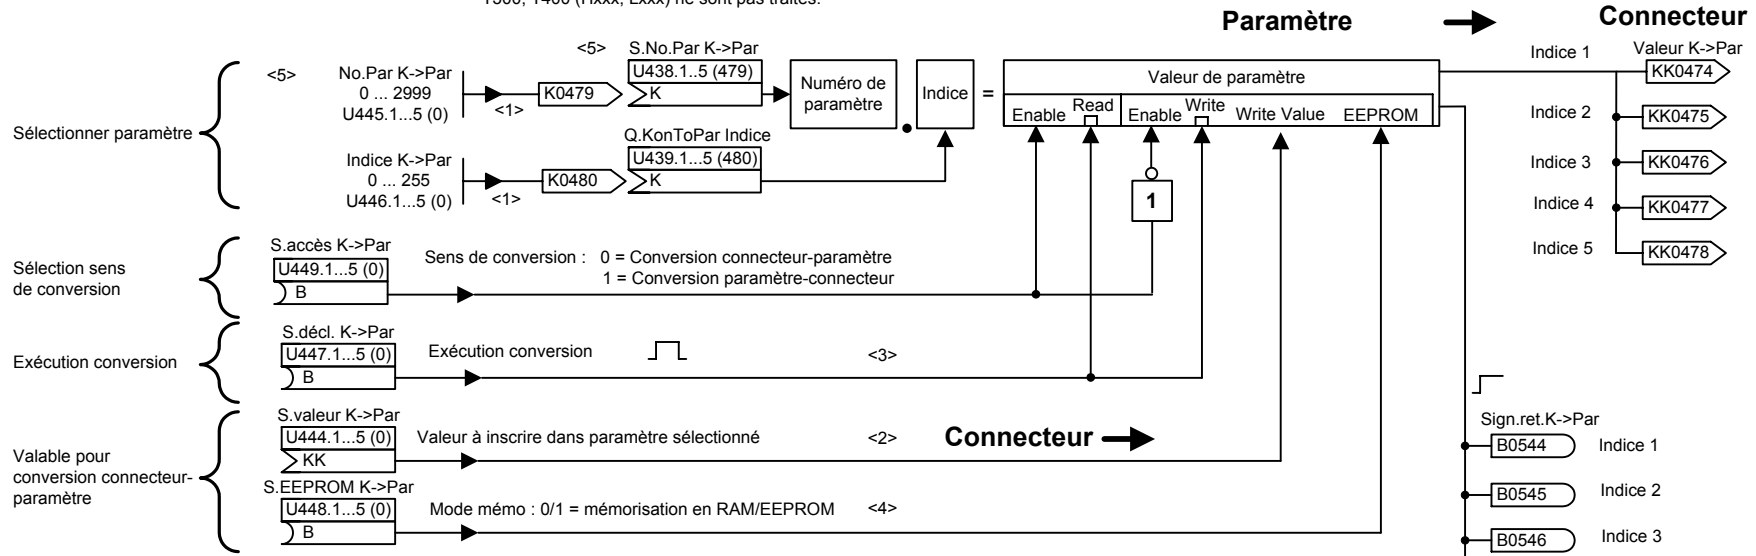 T300, T400 (Hxxx, Lxxx) ne sont pas traités.
Paramètre
Connecteur
<5>
No.Par K->Par
0 ... 2999
U445.1...5 (0)
<1>
K0479
<5>
S.No.Par K->Par
U438.1..5 (479)
K
Numéro de
paramètre
.
Indice
=
Valeur de paramètre
Enable
Read
Enable
Write
Write Value
EEPROM
Indice 1
Valeur K->Par
KK0474
Indice 2
KK0475
Indice 3
KK0476
Indice 4
KK0477
Indice 5
KK0478
Sélectionner paramètre
Indice K->Par
0 ... 255
U446.1...5 (0)
<1>
K0480
Q.KonToPar Indice
U439.1...5 (480)
K
1
Sélection sens
de conversion
S.accès K->Par
U449.1...5 (0)
B
Sens de conversion : 0 = Conversion connecteur-paramètre
1 = Conversion paramètre-connecteur
Exécution conversion
S.décl. K->Par
U447.1...5 (0)
B
Exécution conversion
<3>
Valable pour
conversion connecteur-
paramètre
S.valeur K->Par
U444.1...5 (0)
KK
Valeur à inscrire dans paramètre sélectionné
<2>
Connecteur
S.EEPROM K->Par
U448.1...5 (0)
B
Mode mémo : 0/1 = mémorisation en RAM/EEPROM
<4>
Sign.ret.K->Par
B0544
Indice 1
B0545
Indice 2
B0546
Indice 3